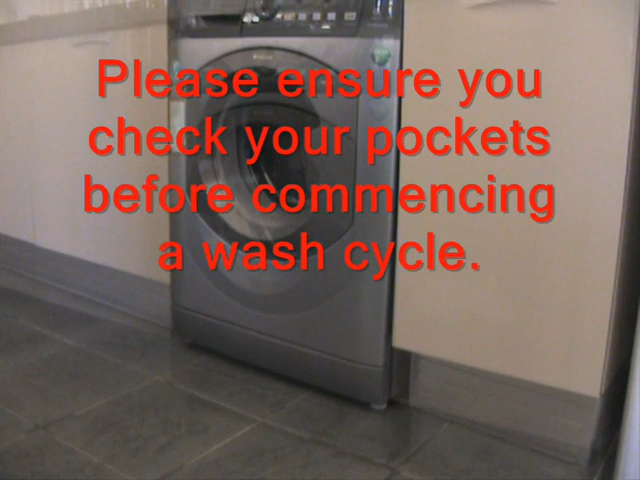 Please ensure you
check your pockets
before commencing
a wash cycle.